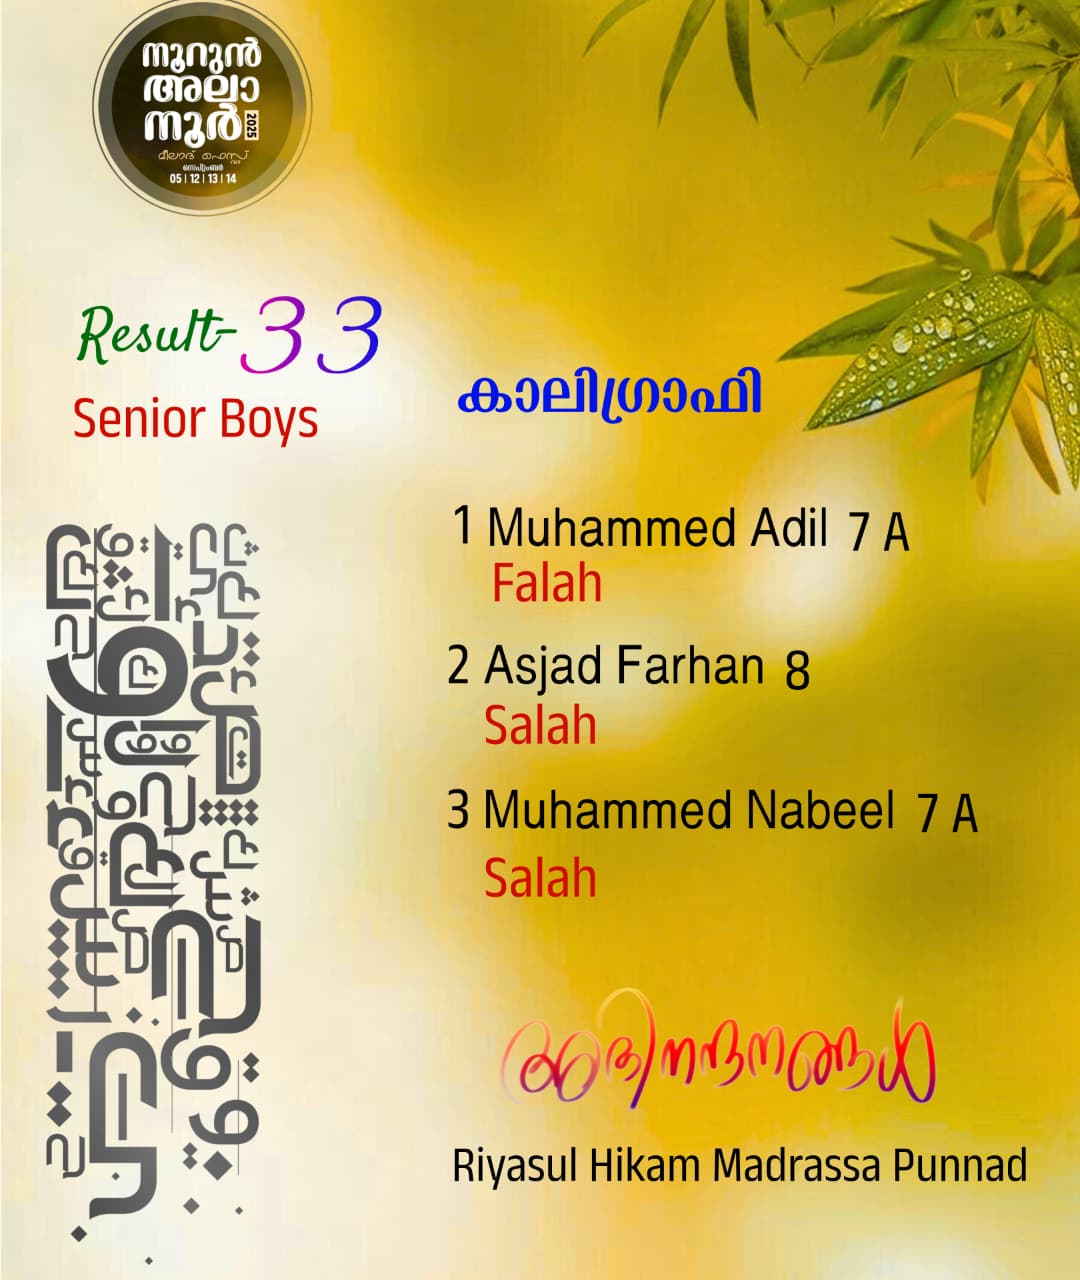 നൂറുൻ
അലാ
നൂർ 2025
മീലാദ് ഫെസ്റ്റ്
സെപ്റ്റംബർ
05 | 12 | 13 | 14
Result-33
Senior Boys
കാലിഗ്രാഫി
1 Muhammed Adil 7 A
Falah
2 Asjad Farhan 8
Salah
3 Muhammed Nabeel 7 A
Salah
അഭിനന്ദനങ്ങൾ
Riyasul Hikam Madrassa Punnad